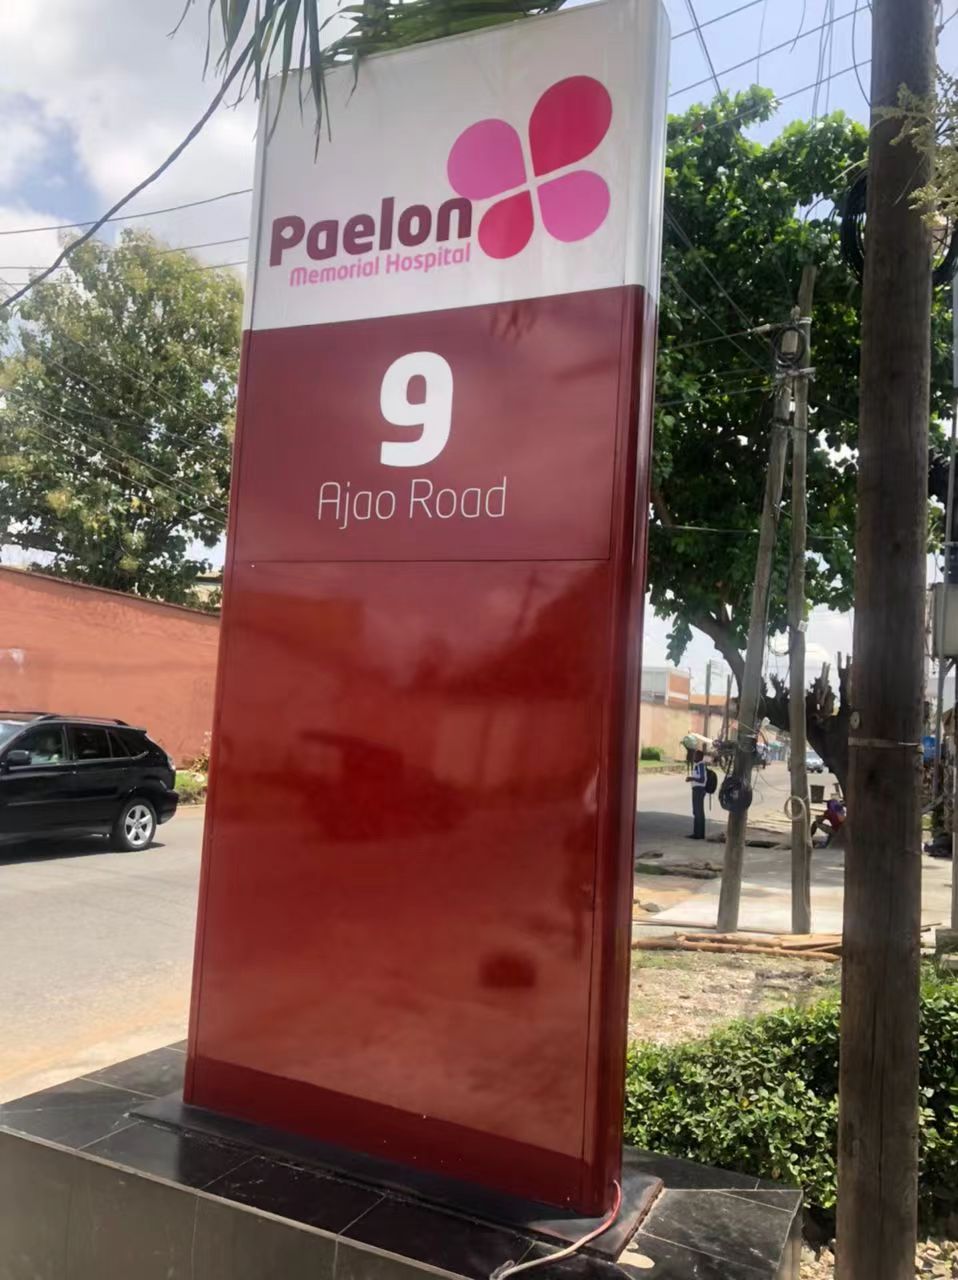 Paelon
Memorial Hospital
9
Ajao Road